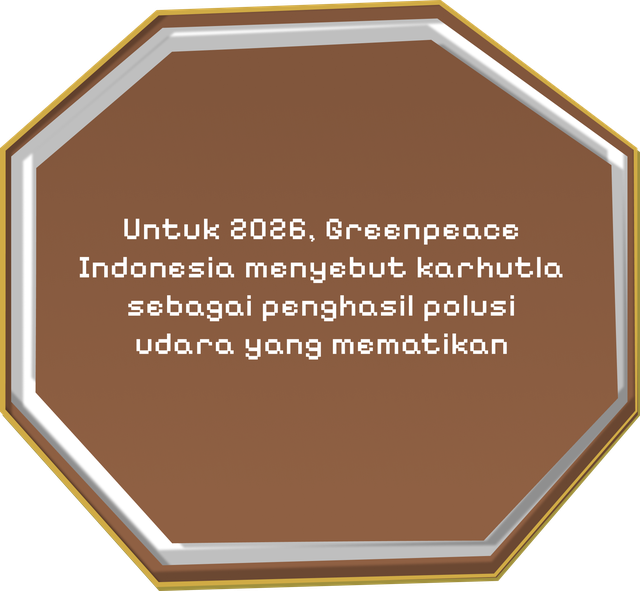 Untuk 2026, Greenpeace
Indonesia menyebut karhutla
sebagai penghasil polusi
udara yang mematikan